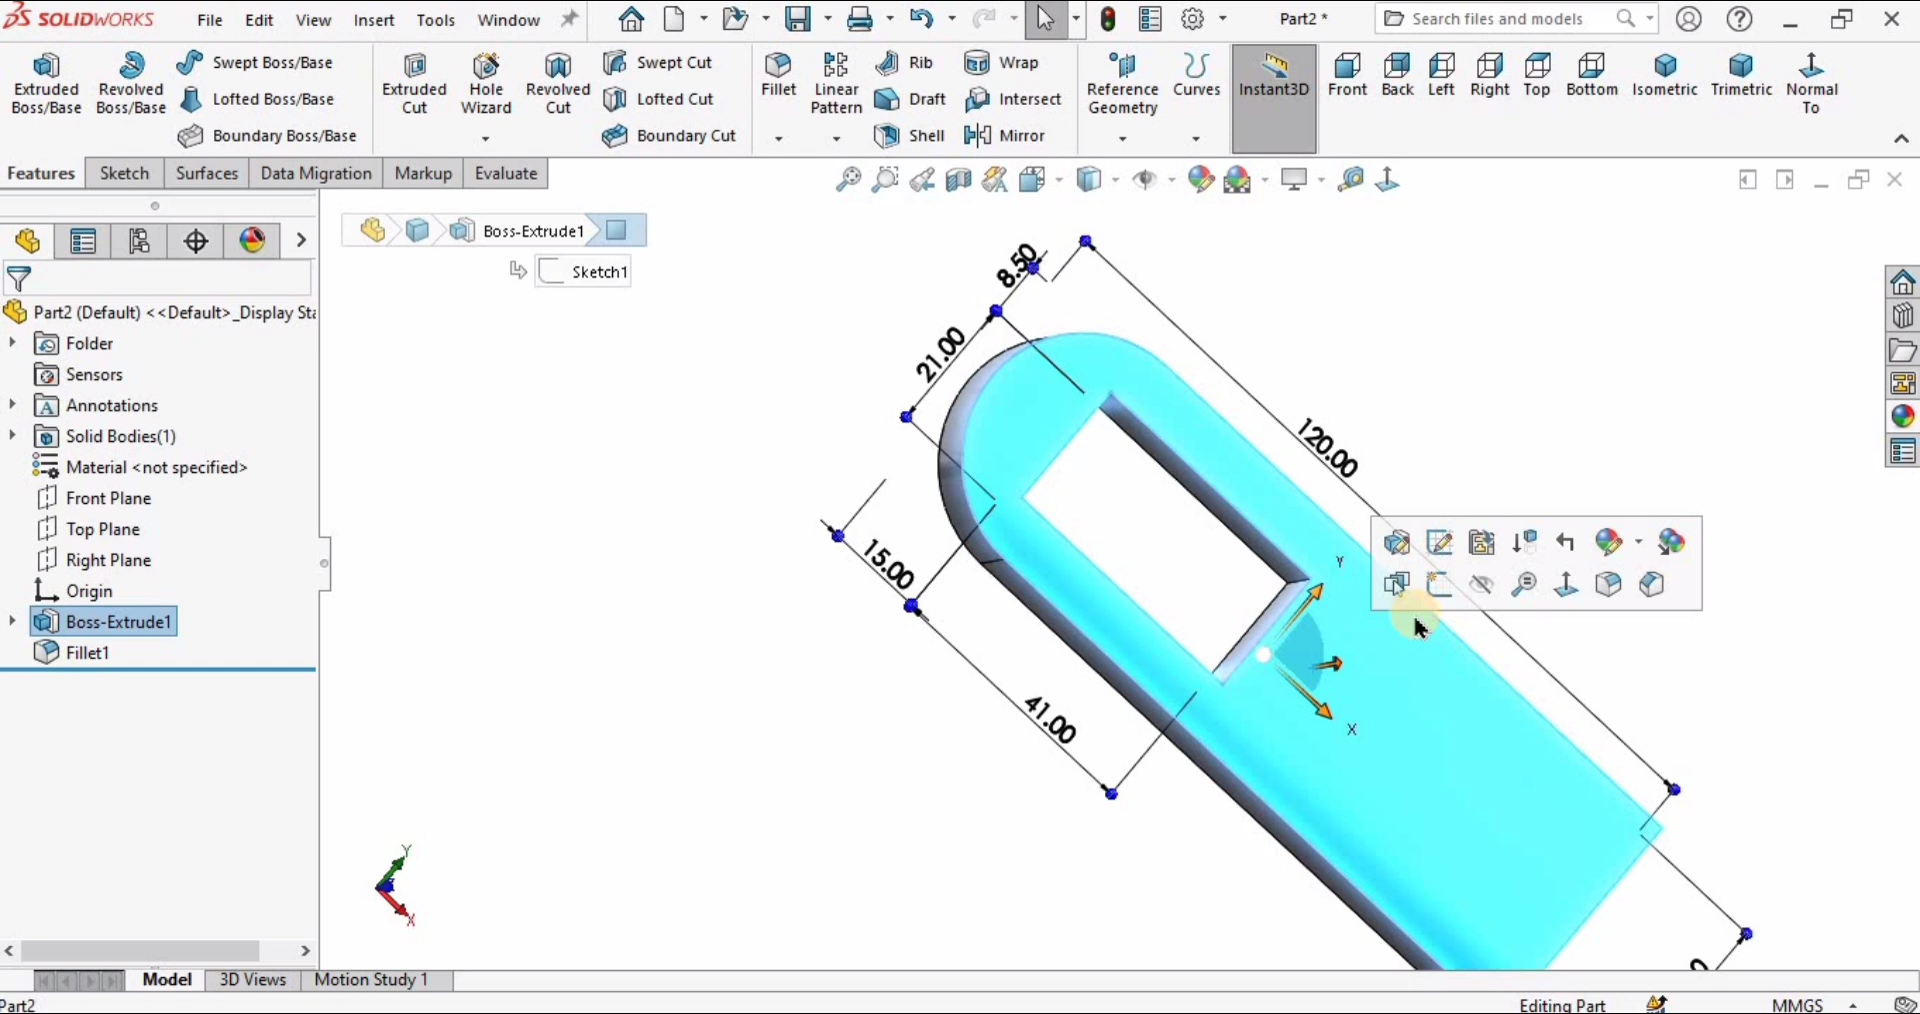 SOLIDWORKS
File Edit View Insert Tools Window
Part2 *
Search files and models
Extruded Boss/Base
Revolved Boss/Base
Swept Boss/Base
Lofted Boss/Base
Boundary Boss/Base
Extruded Cut
Hole Wizard
Revolved Cut
Swept Cut
Lofted Cut
Boundary Cut
Fillet
Linear Pattern
Rib
Draft
Shell
Wrap
Intersect
Mirror
Reference Geometry
Curves
Instant3D
Front
Back
Left
Right
Top
Bottom
Isometric
Trimetric
Normal To
Features Sketch Surfaces Data Migration Markup Evaluate
Boss-Extrude1
Sketch1
Part2 (Default) <<Default>_Display Sta
Folder
Sensors
Annotations
Solid Bodies(1)
Material <not specified>
Front Plane
Top Plane
Right Plane
Origin
Boss-Extrude1
Fillet1
8.50
21.00
120.00
15.00
41.00
Y
X
Y
X
Model 3D Views Motion Study 1
Part2
Editing Part
MMGS